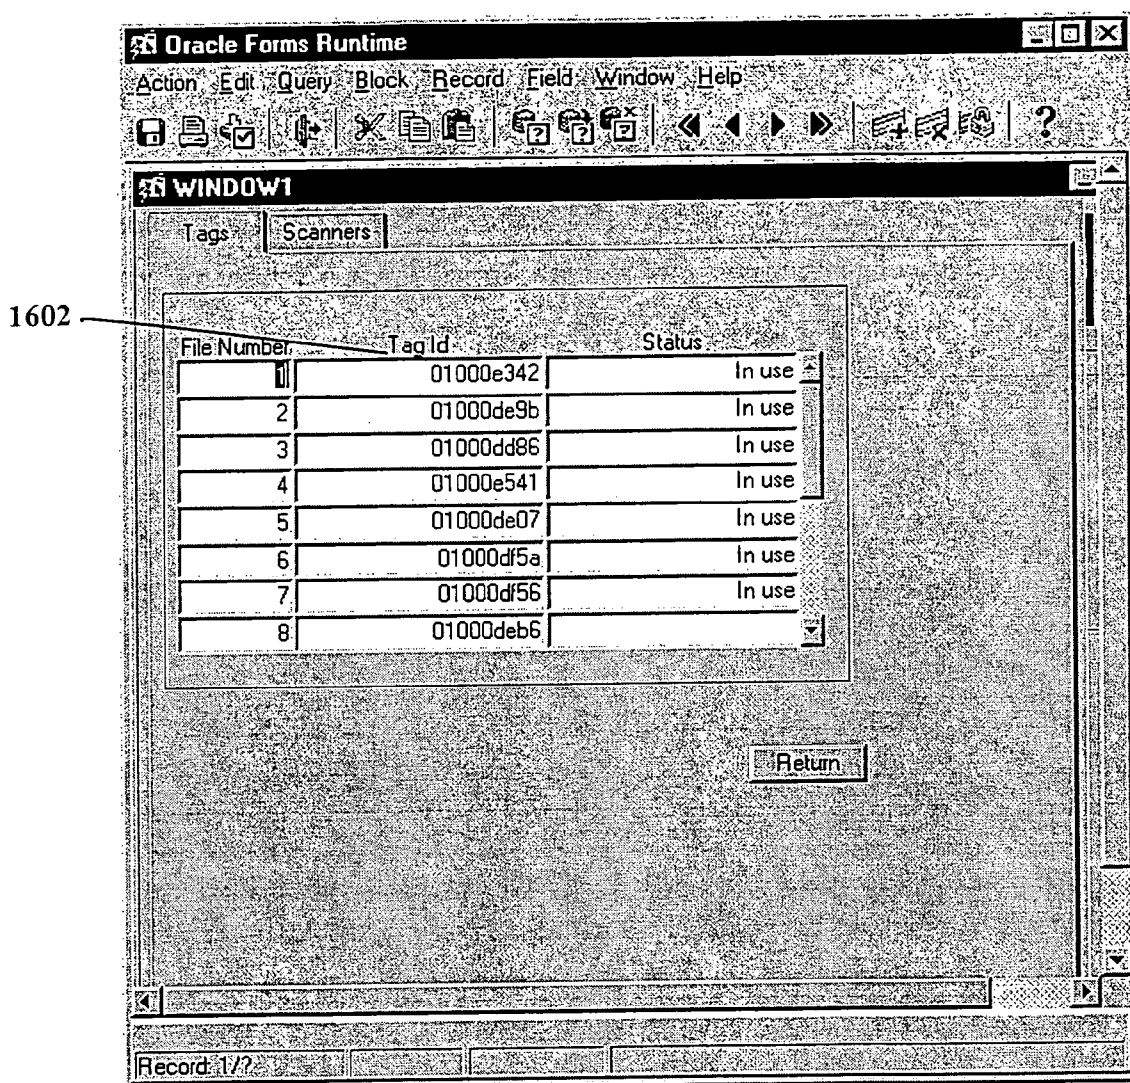 Oracle Forms Runtime
Action Edit Query Block Record Field Window Help
WINDOW1
Tags Scanners
1602
File Number Tag Id Status
1 01000e342 In use
2 01000de9b In use
3 01000dd86 In use
4 01000e541 In use
5 01000de07 In use
6 01000df5a In use
7 01000df56 In use
8 01000deb6
Return
Record: 1/?